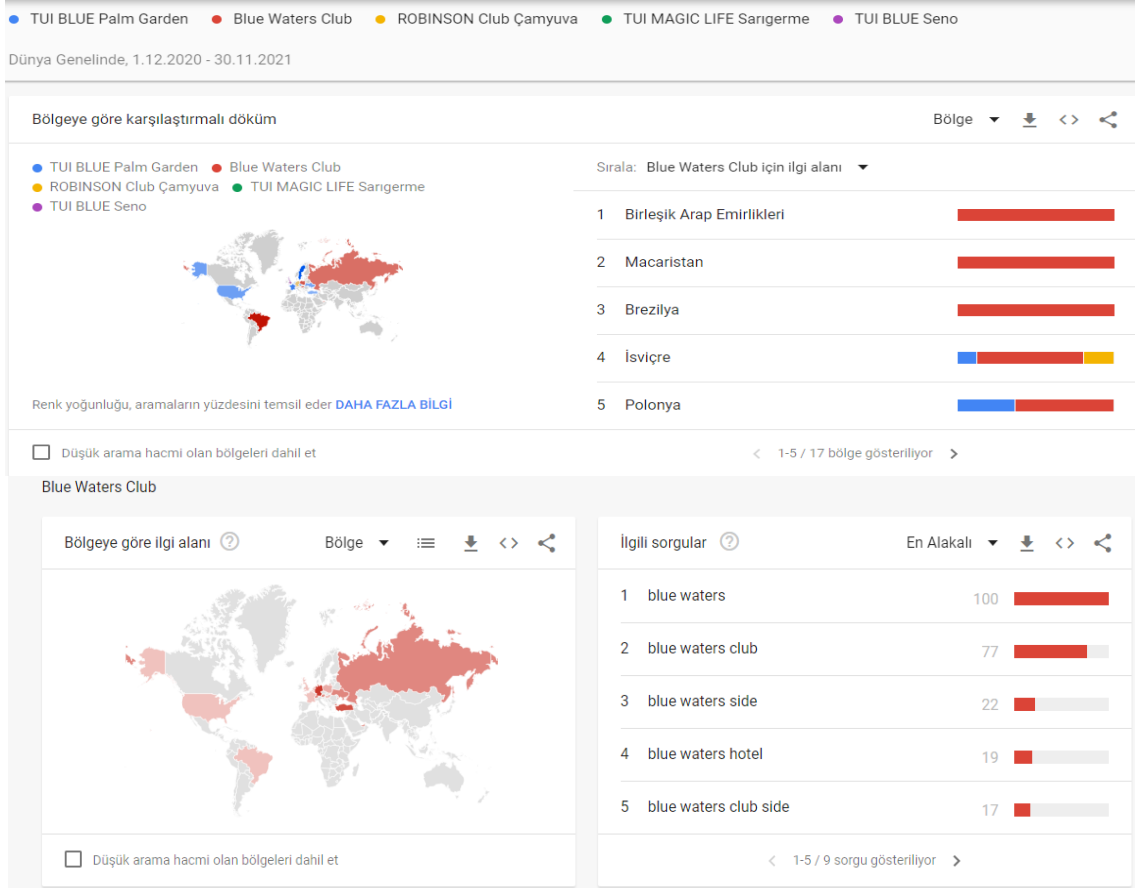 TUI BLUE Palm Garden Blue Waters Club ROBINSON Club Çamyuva TUI MAGIC LIFE Sarıgerme TUI BLUE Seno
Dünya Genelinde, 1.12.2020 - 30.11.2021
Bölgeye göre karşılaştırmalı döküm
Bölge
TUI BLUE Palm Garden Blue Waters Club
ROBINSON Club Çamyuva TUI MAGIC LIFE Sarıgerme
TUI BLUE Seno
Renk yoğunluğu, aramaların yüzdesini temsil eder DAHA FAZLA BİLGİ
Düşük arama hacmi olan bölgeleri dahil et
Sırala: Blue Waters Club için ilgi alanı
1 Birleşik Arap Emirlikleri
2 Macaristan
3 Brezilya
4 İsviçre
5 Polonya
1-5 / 17 bölge gösteriliyor
Blue Waters Club
Bölgeye göre ilgi alanı ? Bölge
Düşük arama hacmi olan bölgeleri dahil et
İlgili sorgular ? En Alakalı
1 blue waters 100
2 blue waters club 77
3 blue waters side 22
4 blue waters hotel 19
5 blue waters club side 17
1-5 / 9 sorgu gösteriliyor